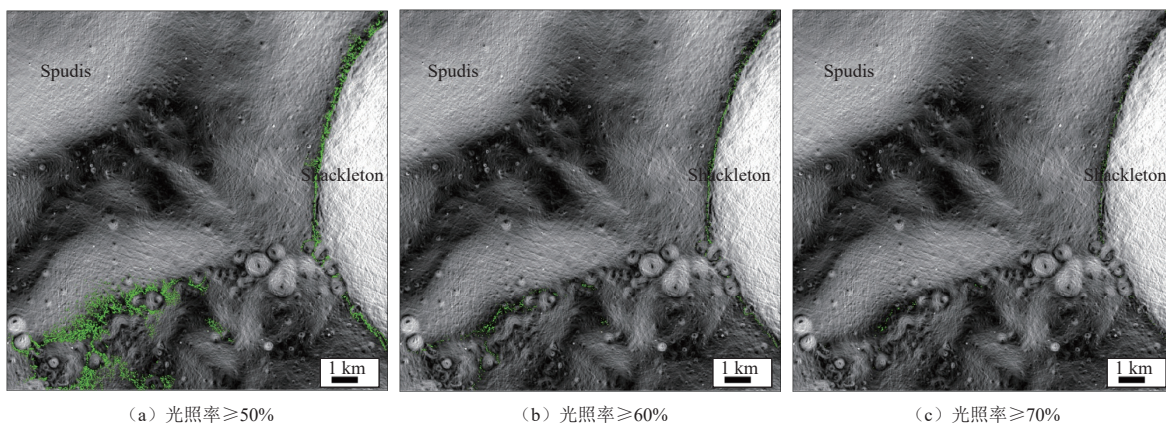 Spudis
Shackleton
1 km
Spudis
Shackleton
1 km
Spudis
Shackleton
1 km
（a）光照率≥50%
（b）光照率≥60%
（c）光照率≥70%